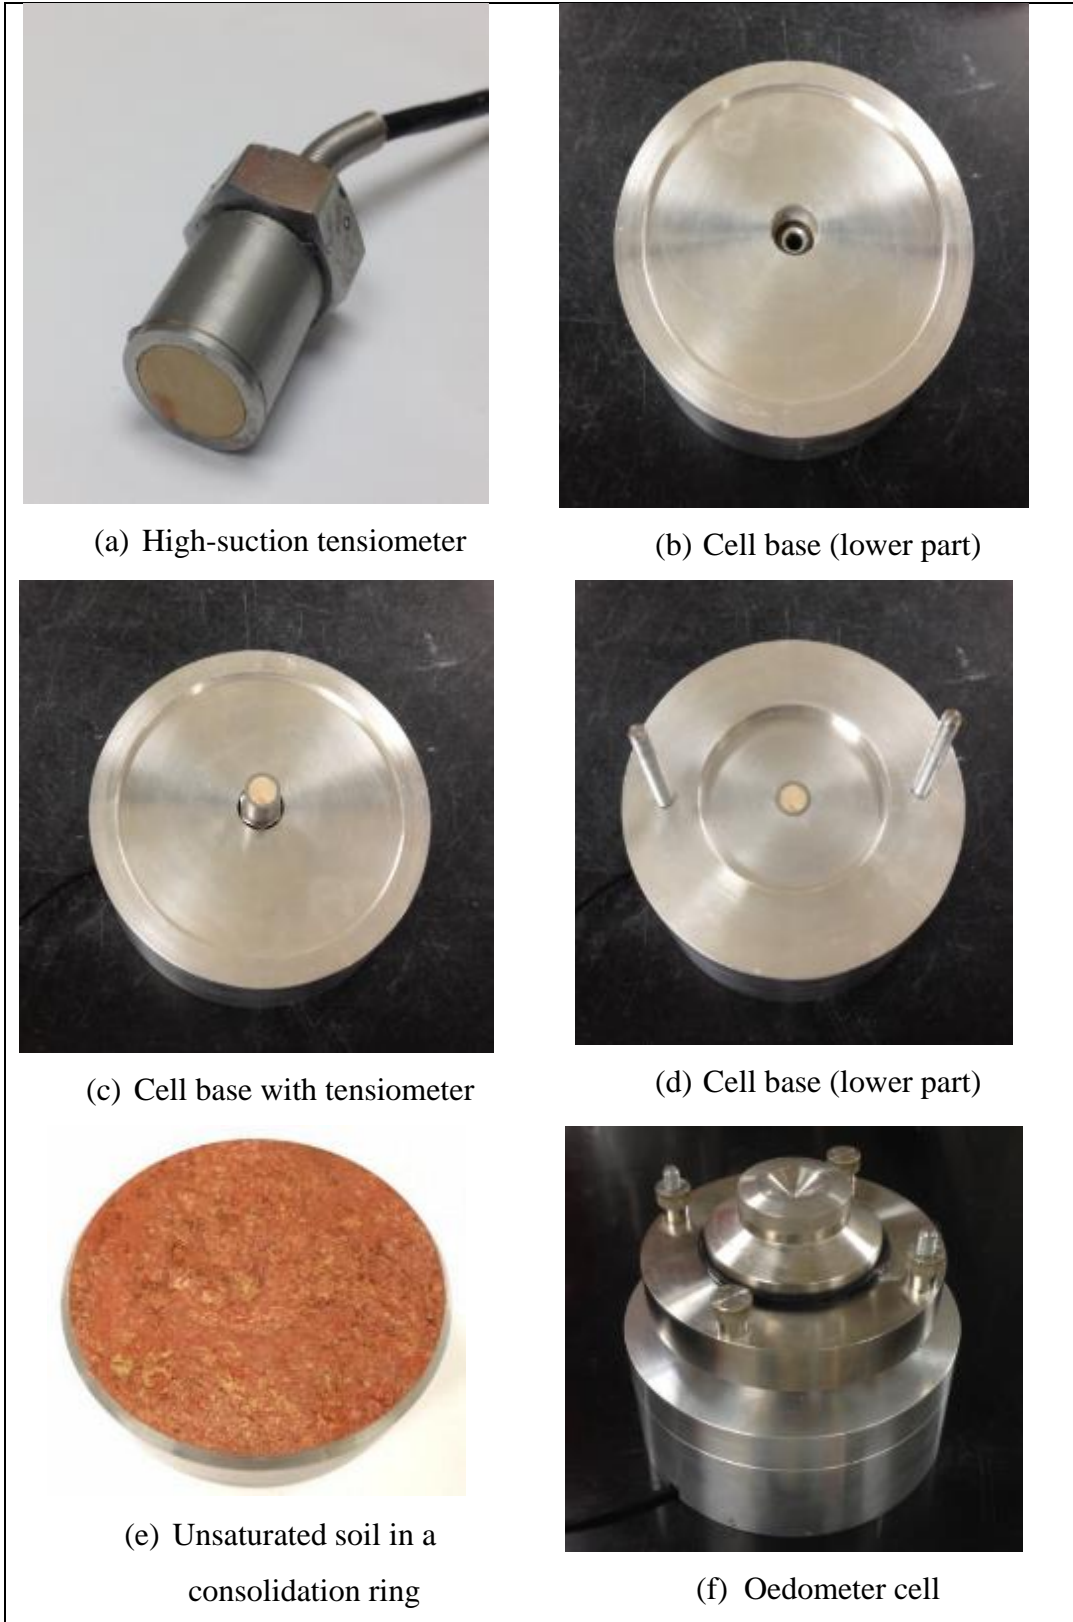 (a) High-suction tensiometer
(b) Cell base (lower part)
(c) Cell base with tensiometer
(d) Cell base (lower part)
(e) Unsaturated soil in a
consolidation ring
(f) Oedometer cell